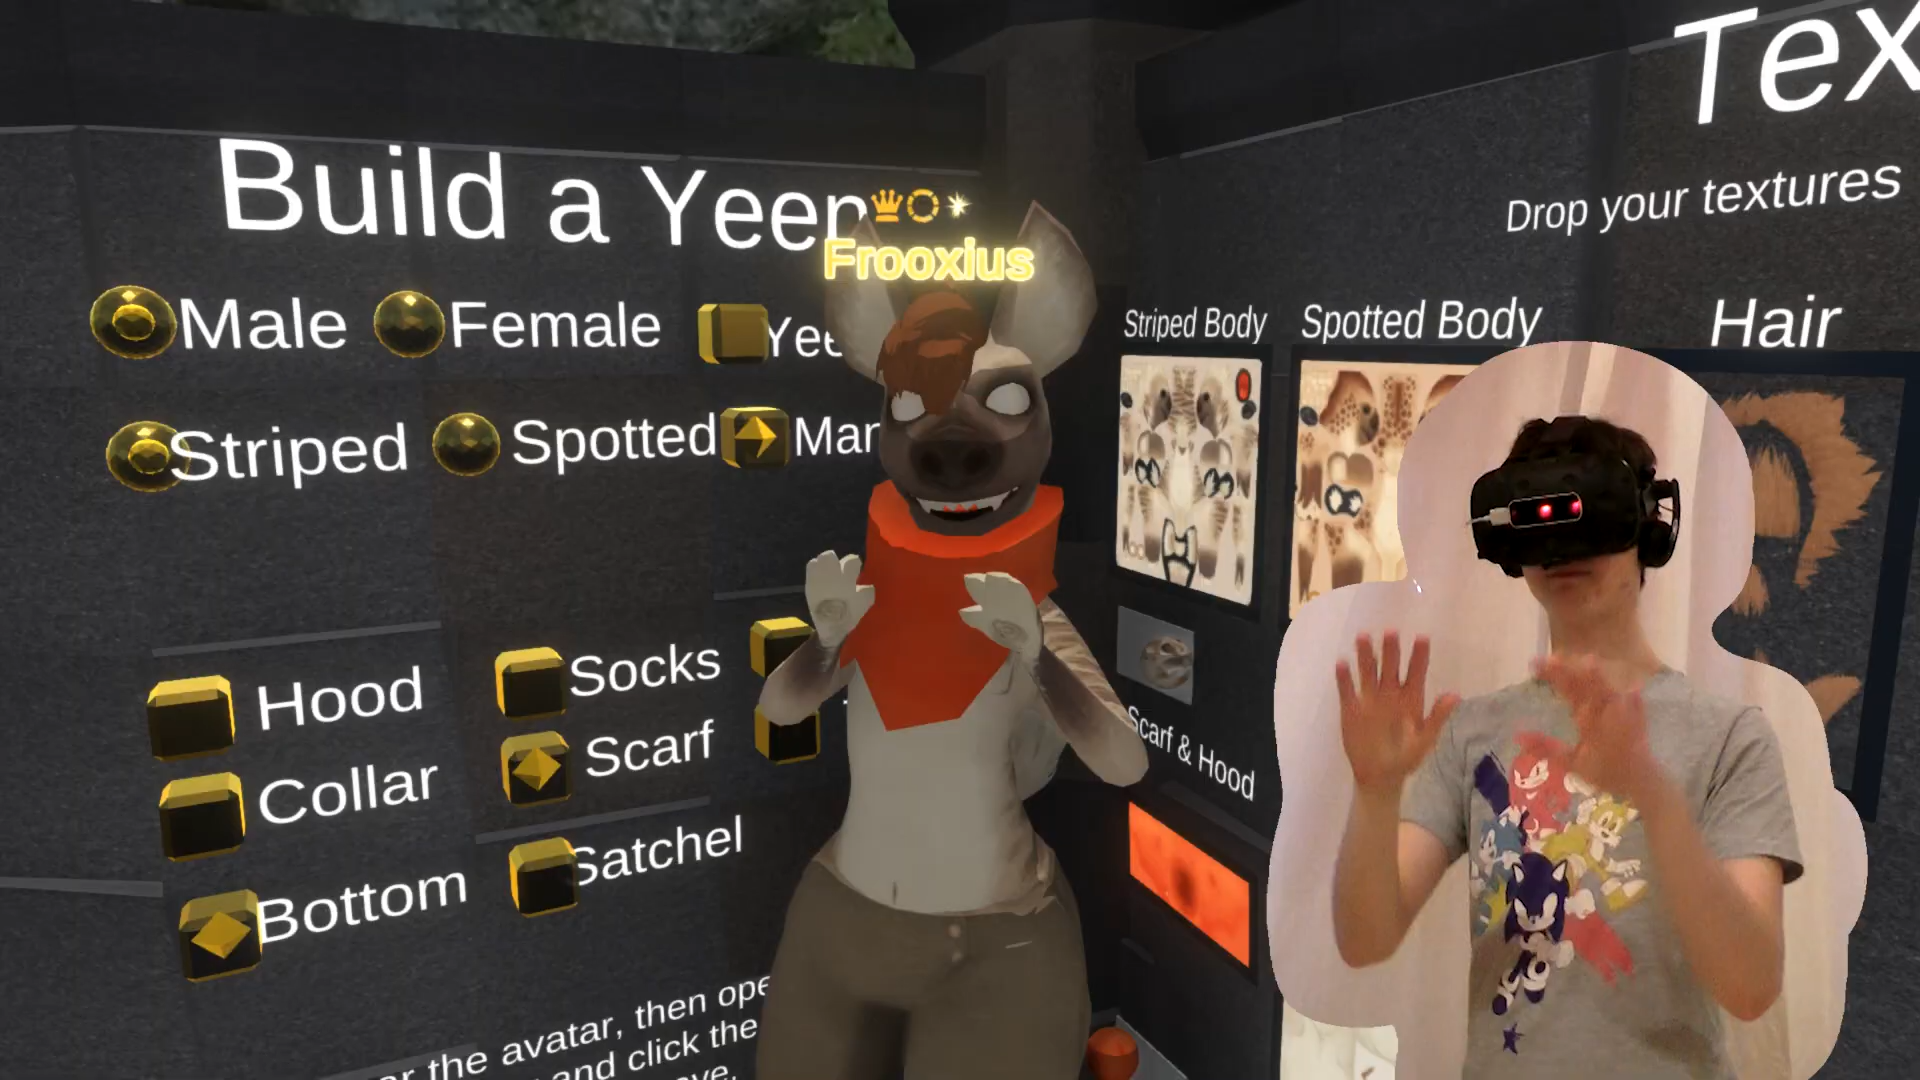 Build a Yeen
Frooxius
Male
Female
Striped
Spotted
Hood
Socks
Collar
Scarf
Bottom
Satchel
the avatar, then
and click the
Tex
Drop your textures
Striped Body
Spotted Body
Hair
Scarf & Hood